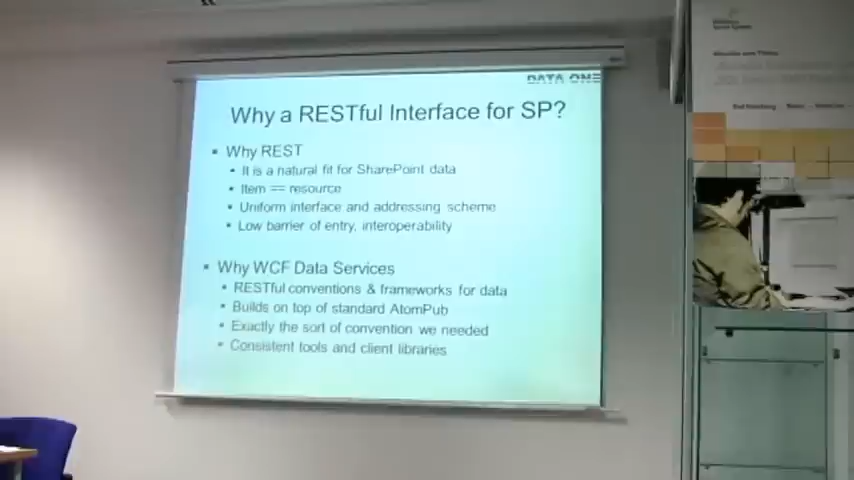 DATA ONE
Why a RESTful Interface for SP?
▪ Why REST
• It is a natural fit for SharePoint data
• Item == resource
• Uniform interface and addressing scheme
• Low barrier of entry, interoperability
▪ Why WCF Data Services
• RESTful conventions & frameworks for data
• Builds on top of standard AtomPub
• Exactly the sort of convention we needed
• Consistent tools and client libraries